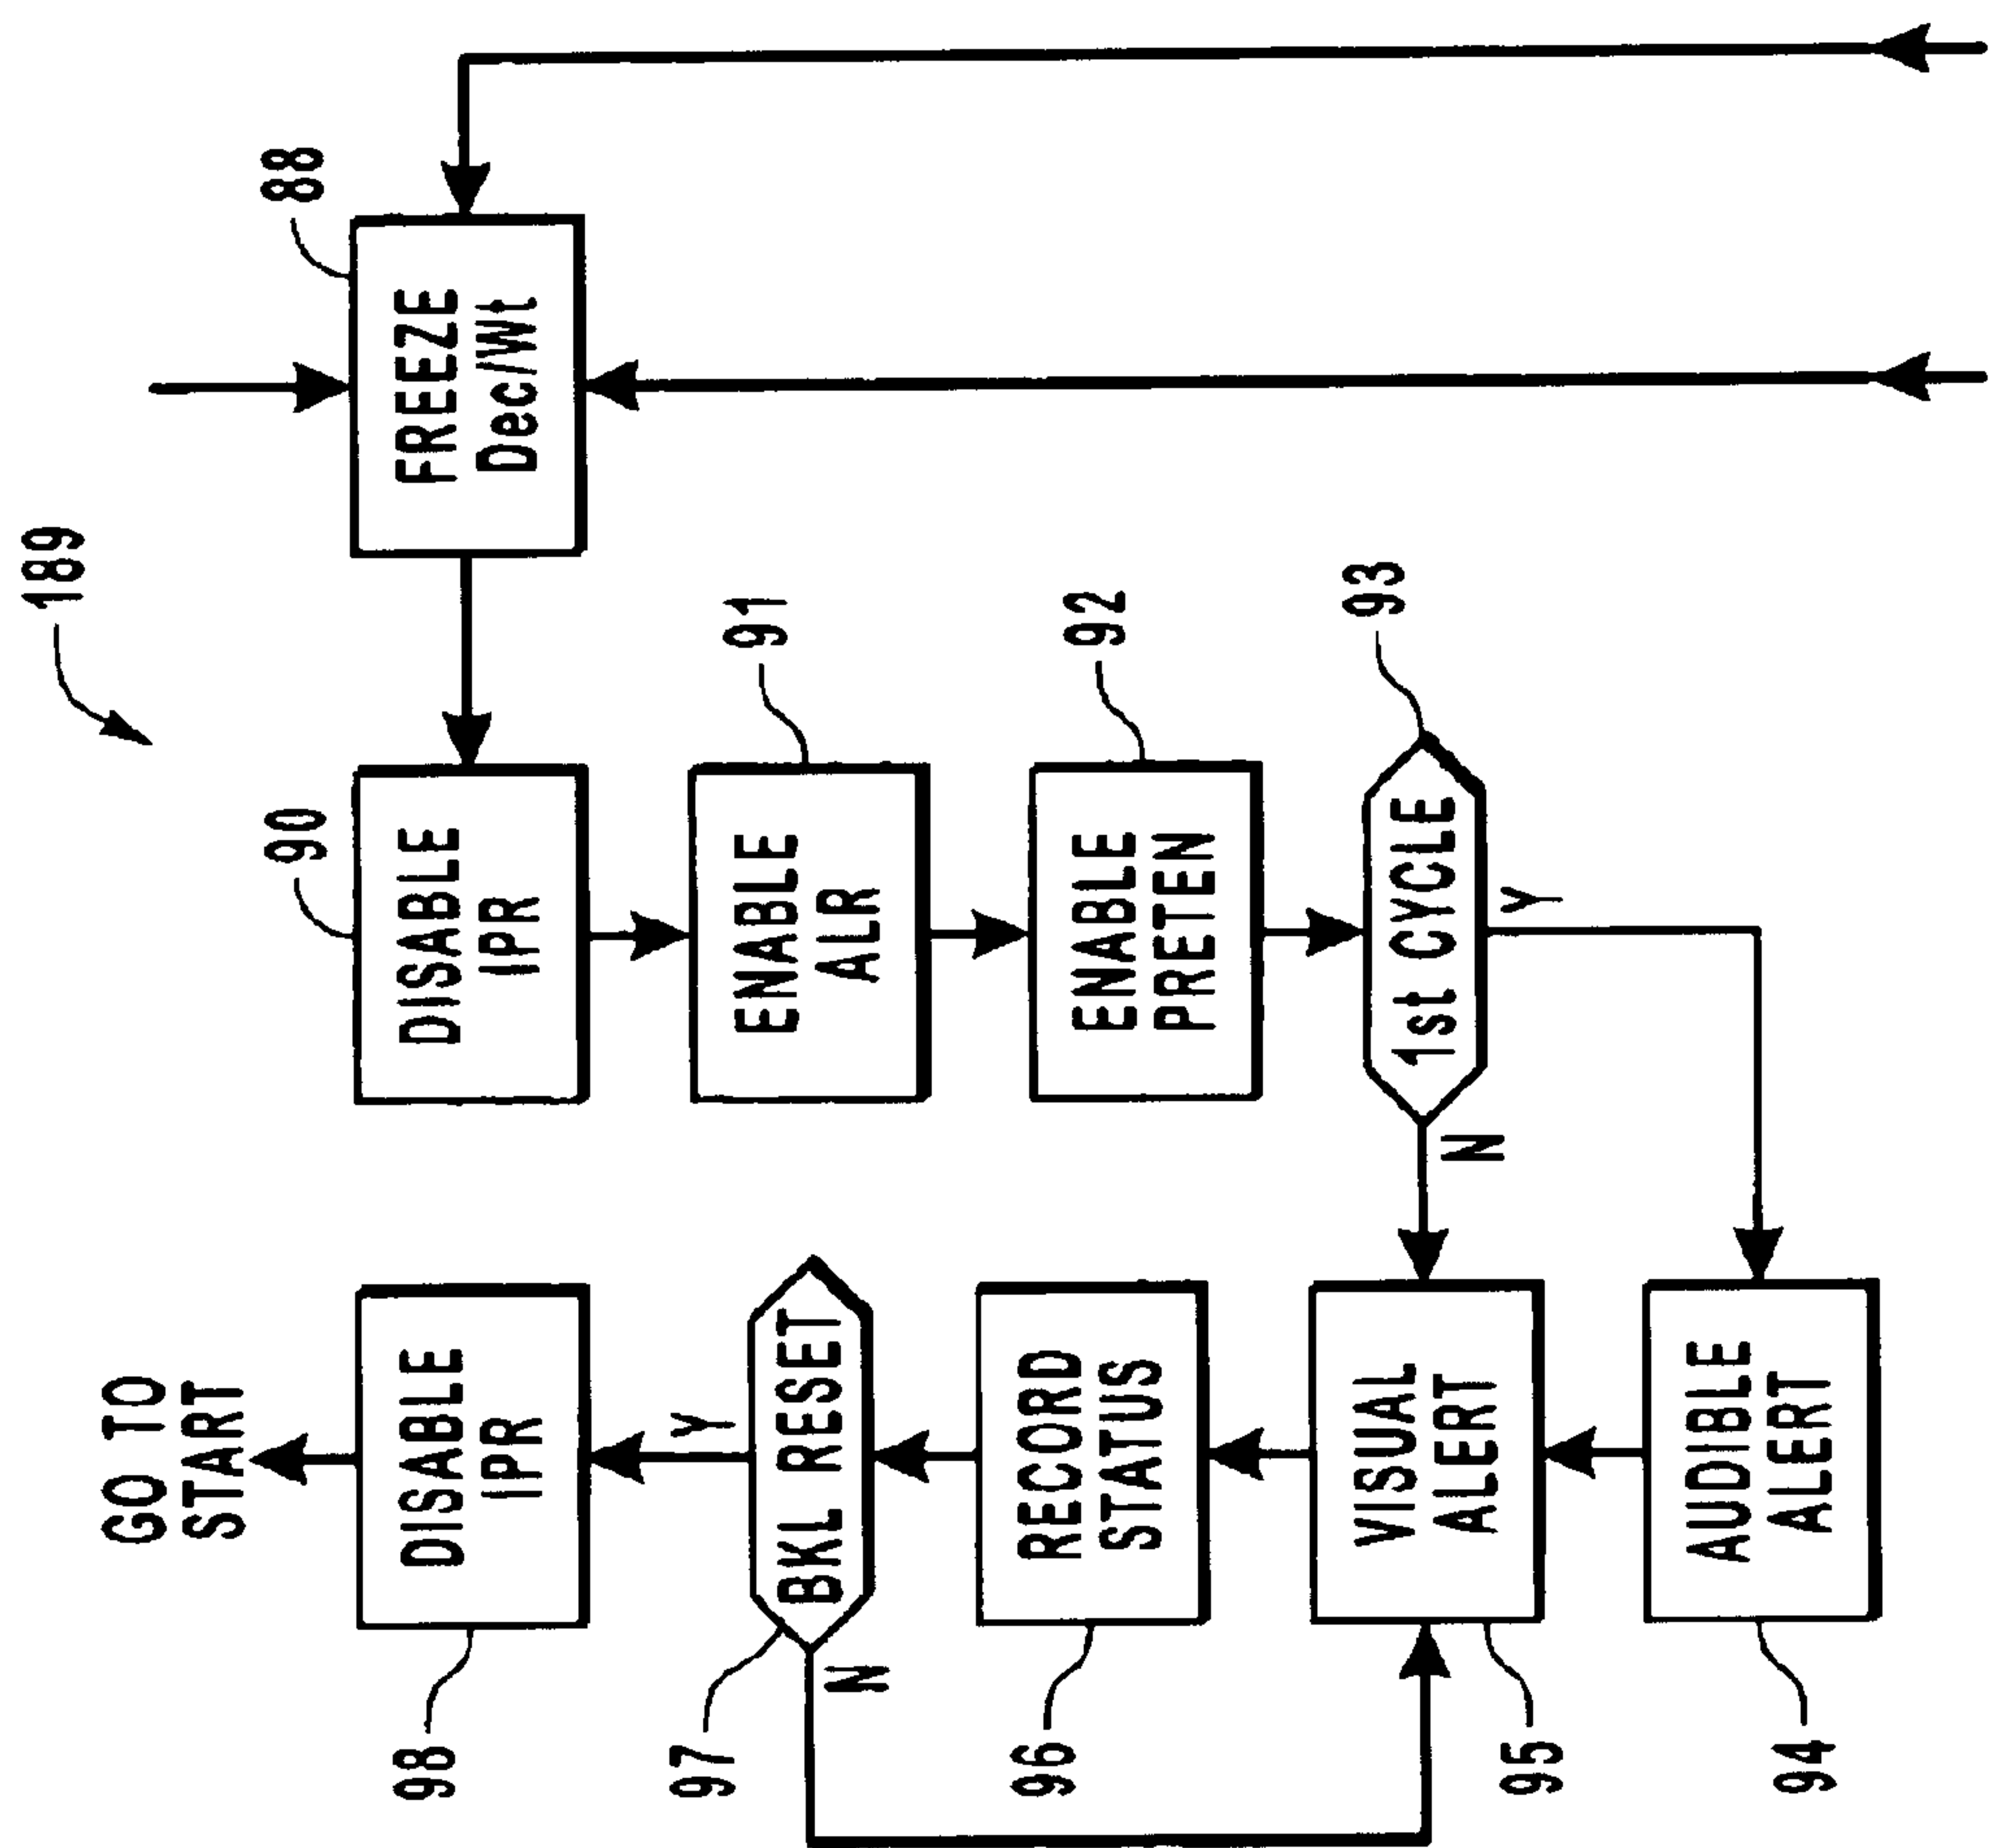 189
88
FREEZE
Dec/Wt
90
DISABLE
IPR
91
ENABLE
ALR
92
ENABLE
PRETEN
93
1st CYCLE
Y
N
GO TO
START
98
DISABLE
IPR
Y
97
BKL RESET
N
96
RECORD
STATUS
95
VISUAL
ALERT
94
AUDIBLE
ALERT